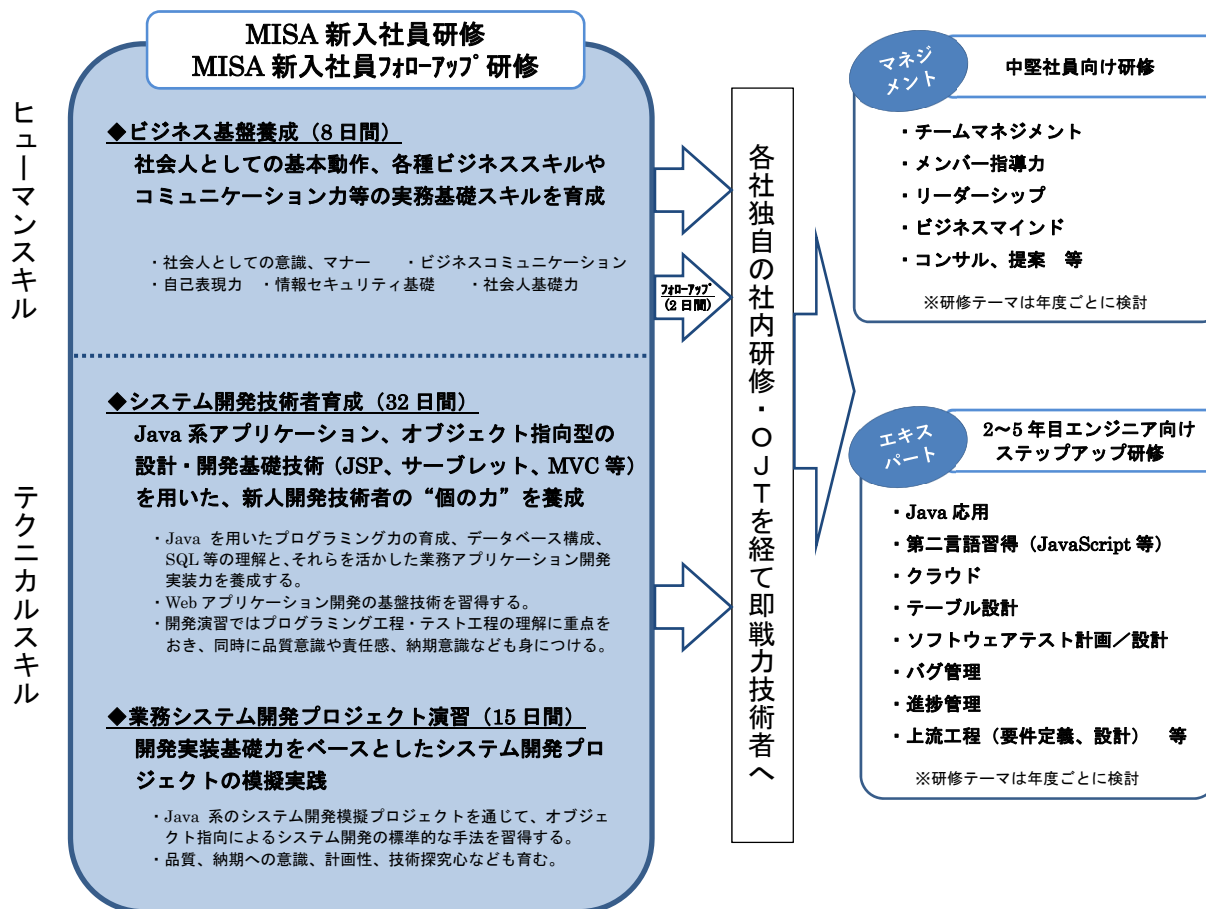 MISA 新入社員研修
MISA 新入社員ﾌｫﾛｰｱｯﾌﾟ研修
ヒューマンスキル
◆ビジネス基盤養成（8 日間）
社会人としての基本動作、各種ビジネススキルや
コミュニケーション力等の実務基礎スキルを育成
・社会人としての意識、マナー　・ビジネスコミュニケーション
・自己表現力　・情報セキュリティ基礎　・社会人基礎力
テクニカルスキル
◆システム開発技術者育成（32 日間）
Java 系アプリケーション、オブジェクト指向型の
設計・開発基礎技術（JSP、サーブレット、MVC 等）
を用いた、新人開発技術者の“個の力”を養成
・Java を用いたプログラミング力の育成、データベース構成、
SQL 等の理解と、それらを活かした業務アプリケーション開発
実装力を養成する。
・Web アプリケーション開発の基盤技術を習得する。
・開発演習ではプログラミング工程・テスト工程の理解に重点を
おき、同時に品質意識や責任感、納期意識なども身につける。
◆業務システム開発プロジェクト演習（15 日間）
開発実装基礎力をベースとしたシステム開発プロ
ジェクトの模擬実践
・Java 系のシステム開発模擬プロジェクトを通じて、オブジェ
クト指向によるシステム開発の標準的な手法を習得する。
・品質、納期への意識、計画性、技術探究心なども育む。
ﾌｫﾛｰｱｯﾌﾟ
(2 日間)
各社独自の社内研修・OJTを経て即戦力技術者へ
マネジ
メント
中堅社員向け研修
・チームマネジメント
・メンバー指導力
・リーダーシップ
・ビジネスマインド
・コンサル、提案　等
※研修テーマは年度ごとに検討
エキス
パート
2～5 年目エンジニア向け
ステップアップ研修
・Java 応用
・第二言語習得（JavaScript 等）
・クラウド
・テーブル設計
・ソフトウェアテスト計画／設計
・バグ管理
・進捗管理
・上流工程（要件定義、設計）　等
※研修テーマは年度ごとに検討